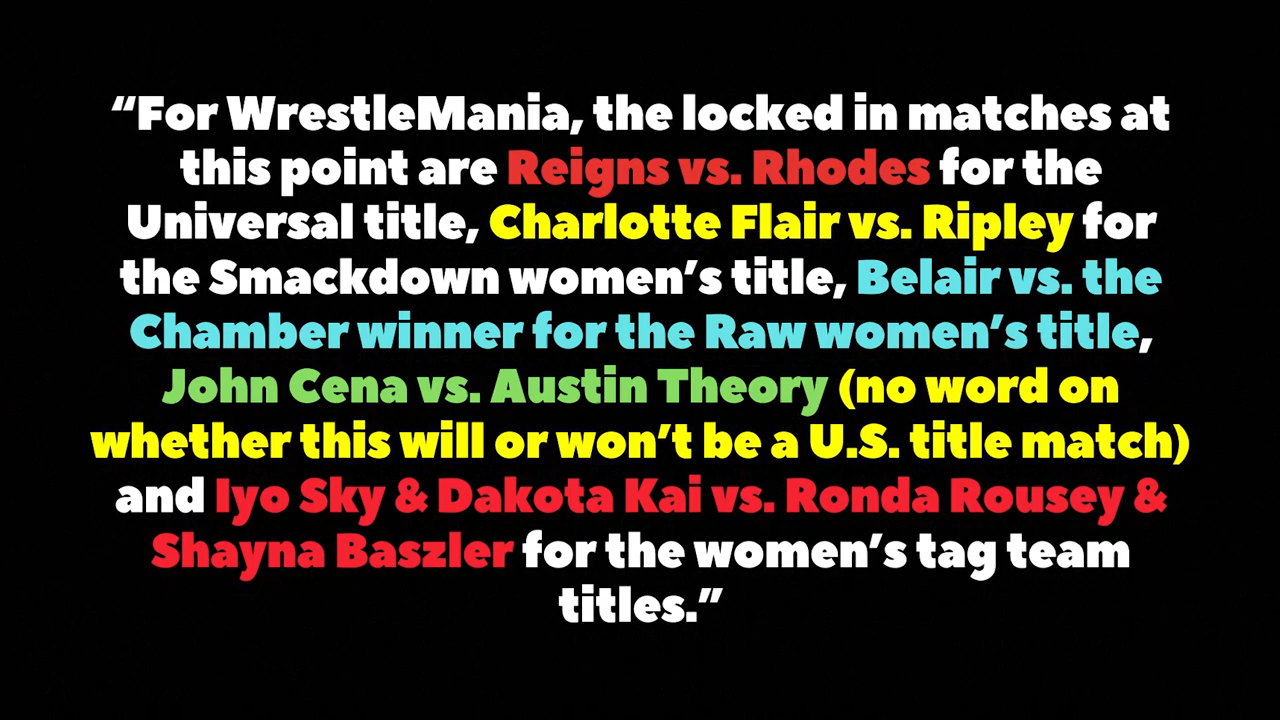 “For WrestleMania, the locked in matches at
this point are Reigns vs. Rhodes for the
Universal title, Charlotte Flair vs. Ripley for
the Smackdown women’s title, Belair vs. the
Chamber winner for the Raw women’s title,
John Cena vs. Austin Theory (no word on
whether this will or won’t be a U.S. title match)
and Iyo Sky & Dakota Kai vs. Ronda Rousey &
Shayna Baszler for the women’s tag team
titles.”